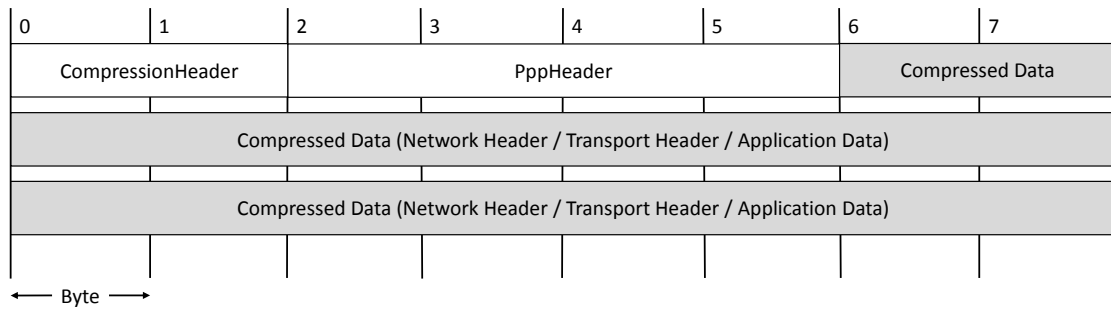 0 1 2 3 4 5 6 7
CompressionHeader PppHeader Compressed Data
Compressed Data (Network Header / Transport Header / Application Data)
Compressed Data (Network Header / Transport Header / Application Data)
Byte